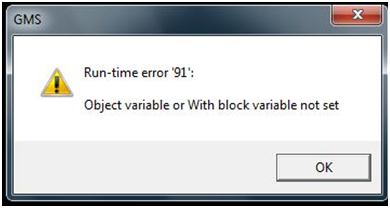 GMS
Run-time error '91':
Object variable or With block variable not set
OK